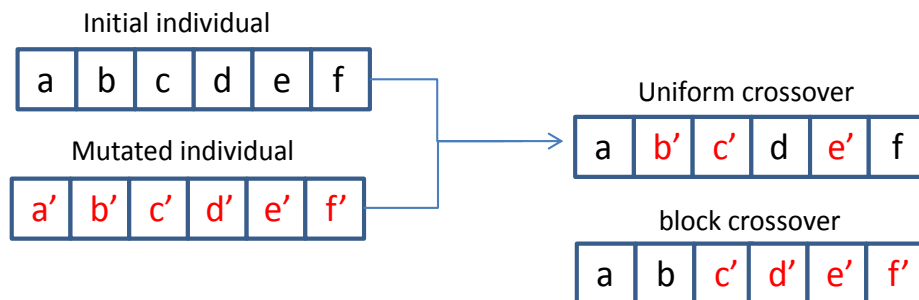 Initial individual
a b c d e f
Mutated individual
a’ b’ c’ d’ e’ f’
Uniform crossover
a b’ c’ d e’ f
block crossover
a b c’ d’ e’ f’